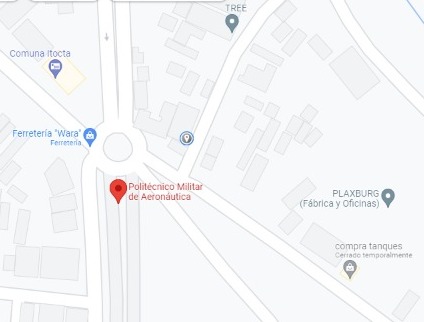 TREE
Comuna Itocta
Ferretería "Wara"
Ferretería
Politécnico Militar
de Aeronáutica
PLAXBURG
(Fábrica y Oficinas)
compra tanques
Cerrado temporalmente